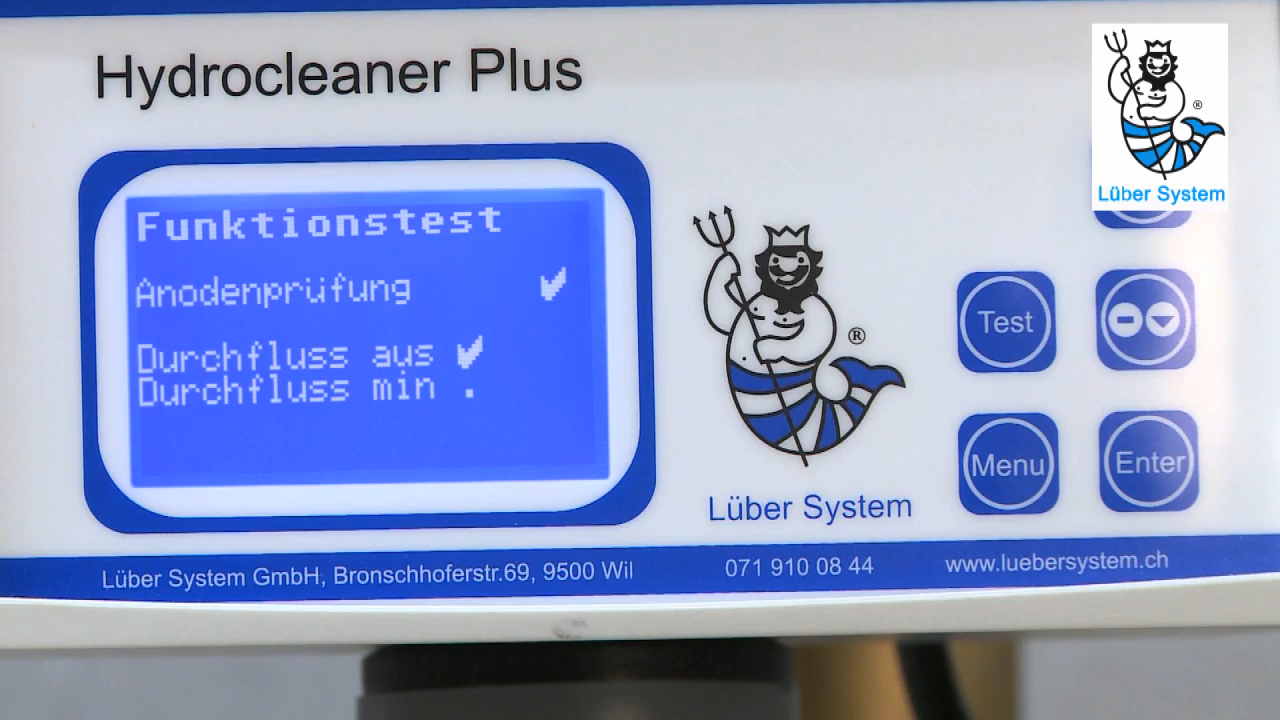 Hydrocleaner Plus
®
Lüber System
Funktionstest
Anodenprüfung ✔
Durchfluss aus ✔
Durchfluss min .
®
Lüber System
Test
Menu
Enter
Lüber System GmbH, Bronschhoferstr.69, 9500 Wil 071 910 08 44 www.luebersystem.ch